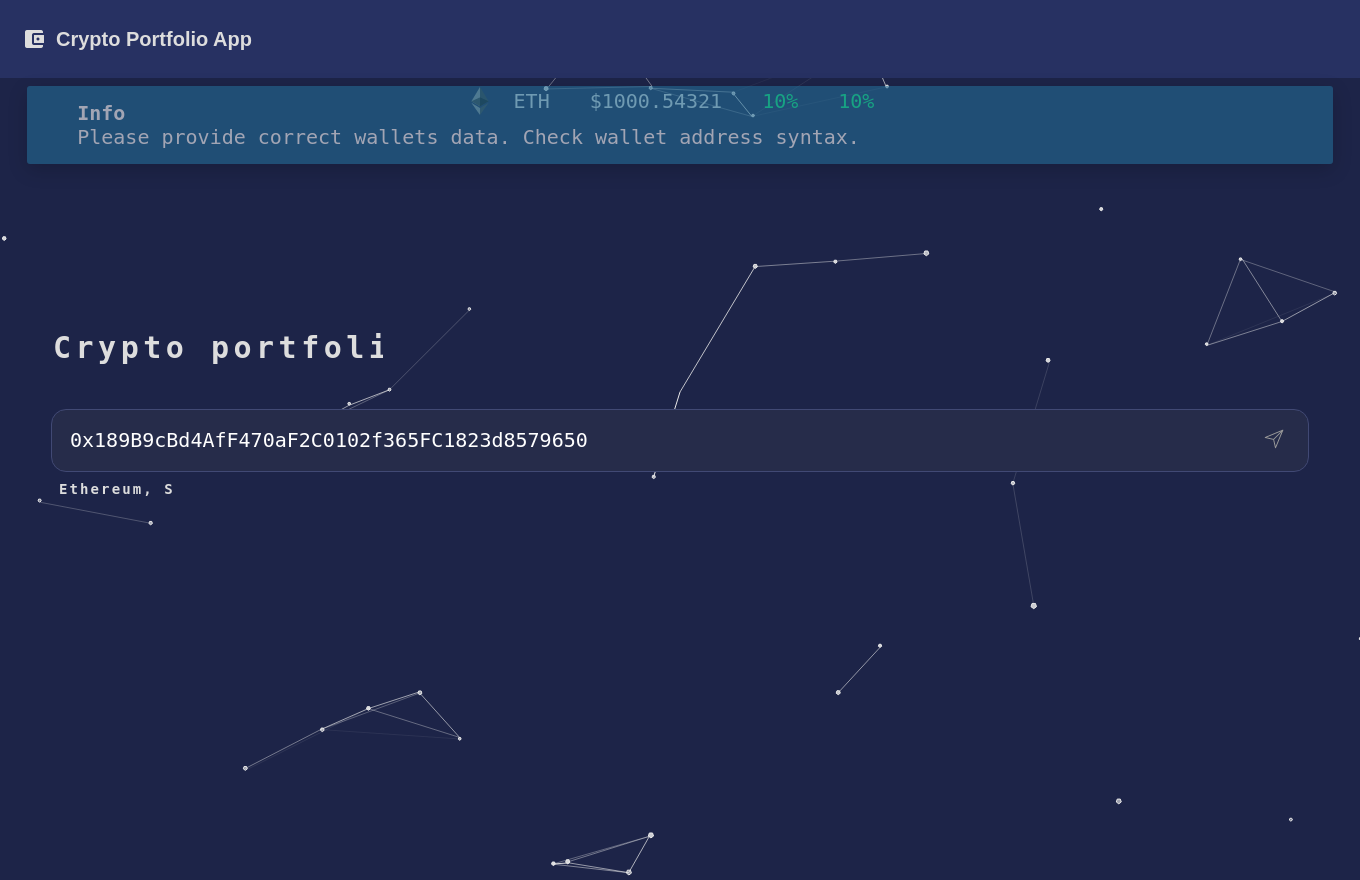 Crypto Portfolio App
ETH $1000.54321 10% 10%
Info
Please provide correct wallets data. Check wallet address syntax.
Crypto portfoli
0x189B9cBd4AfF470aF2C0102f365FC1823d8579650
Ethereum, S